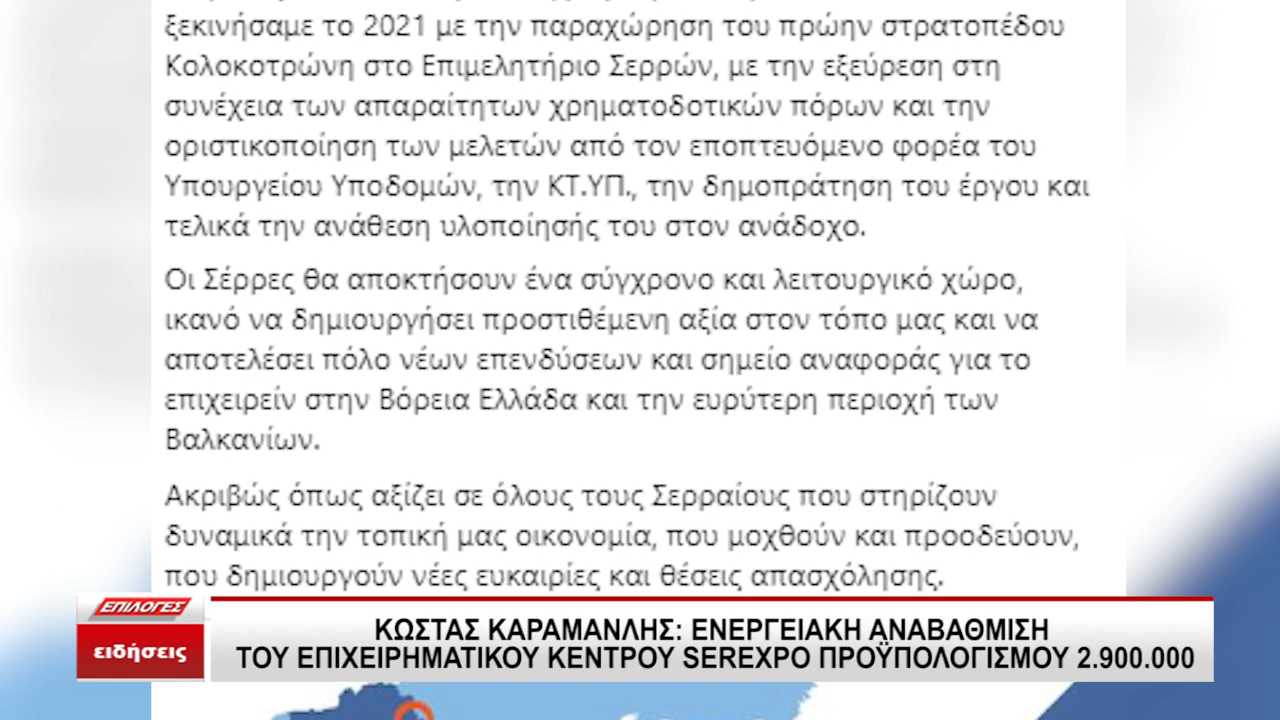 ξεκινήσαμε το 2021 με την παραχώρηση του πρώην στρατοπέδου
Κολοκοτρώνη στο Επιμελητήριο Σερρών, με την εξεύρεση στη
συνέχεια των απαραίτητων χρηματοδοτικών πόρων και την
οριστικοποίηση των μελετών από τον εποπτευόμενο φορέα του
Υπουργείου Υποδομών, την ΚΤ.ΥΠ., την δημοπράτηση του έργου και
τελικά την ανάθεση υλοποίησής του στον ανάδοχο.
Οι Σέρρες θα αποκτήσουν ένα σύγχρονο και λειτουργικό χώρο,
ικανό να δημιουργήσει προστιθέμενη αξία στον τόπο μας και να
αποτελέσει πόλο νέων επενδύσεων και σημείο αναφοράς για το
επιχειρείν στην Βόρεια Ελλάδα και την ευρύτερη περιοχή των
Βαλκανίων.
Ακριβώς όπως αξίζει σε όλους τους Σερραίους που στηρίζουν
δυναμικά την τοπική μας οικονομία, που μοχθούν και προοδεύουν,
που δημιουργούν νέες ευκαιρίες και θέσεις απασχόλησης.
ΕΠΙΛΟΓΕΣ
ειδήσεις
ΚΩΣΤΑΣ ΚΑΡΑΜΑΝΛΗΣ: ΕΝΕΡΓΕΙΑΚΗ ΑΝΑΒΑΘΜΙΣΗ
ΤΟΥ ΕΠΙΧΕΙΡΗΜΑΤΙΚΟΥ ΚΕΝΤΡΟΥ SEREXPO ΠΡΟΫΠΟΛΟΓΙΣΜΟΥ 2.900.000